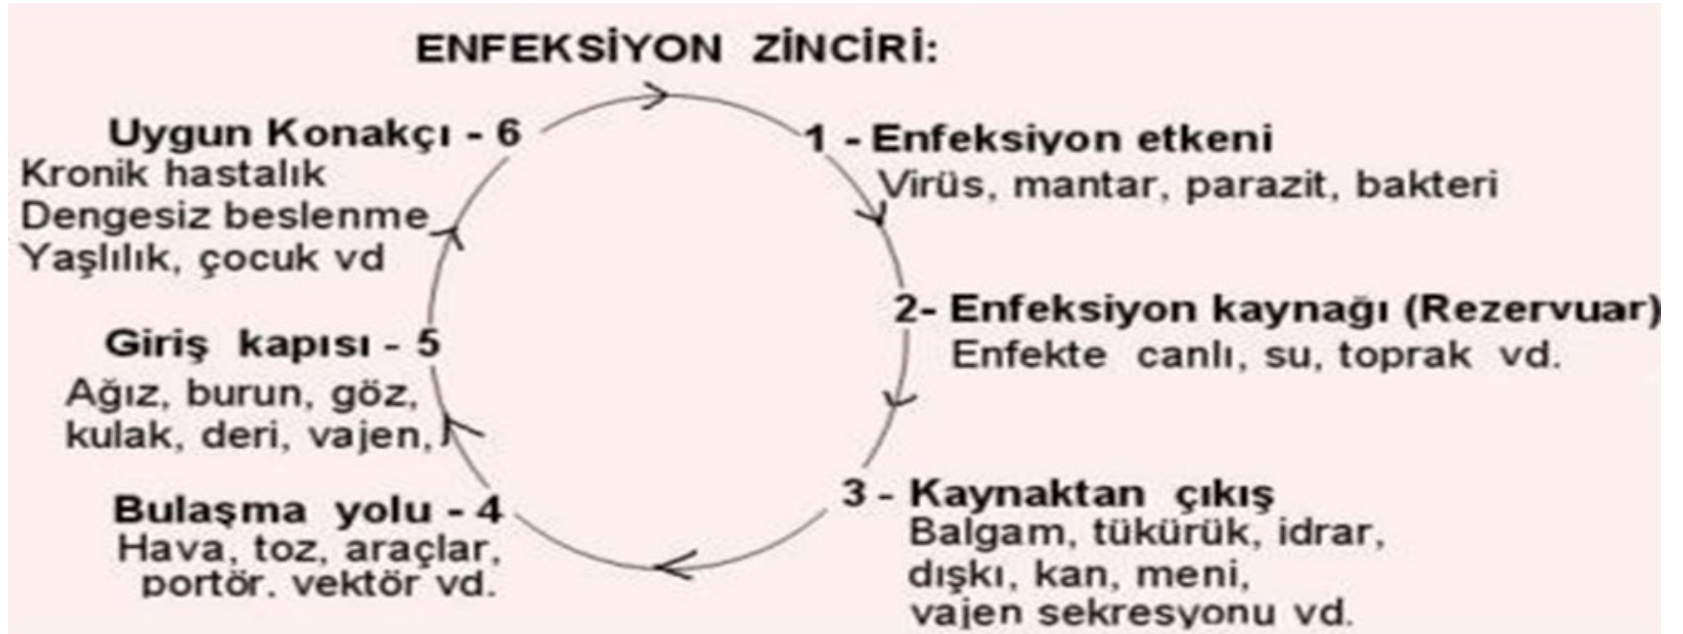 ENFEKSİYON ZİNCİRİ:
1 - Enfeksiyon etkeni
Virüs, mantar, parazit, bakteri
2- Enfeksiyon kaynağı (Rezervuar)
Enfekte canlı, su, toprak vd.
3 - Kaynaktan çıkış
Balgam, tükürük, idrar,
dışkı, kan, meni,
vajen sekresyonu vd.
Bulaşma yolu - 4
Hava, toz, araçlar,
portör. vektör vd.
Giriş kapısı - 5
Ağız, burun, göz,
kulak, deri, vajen,
Uygun Konakçı - 6
Kronik hastalık
Dengesiz beslenme
Yaşlılık, çocuk vd